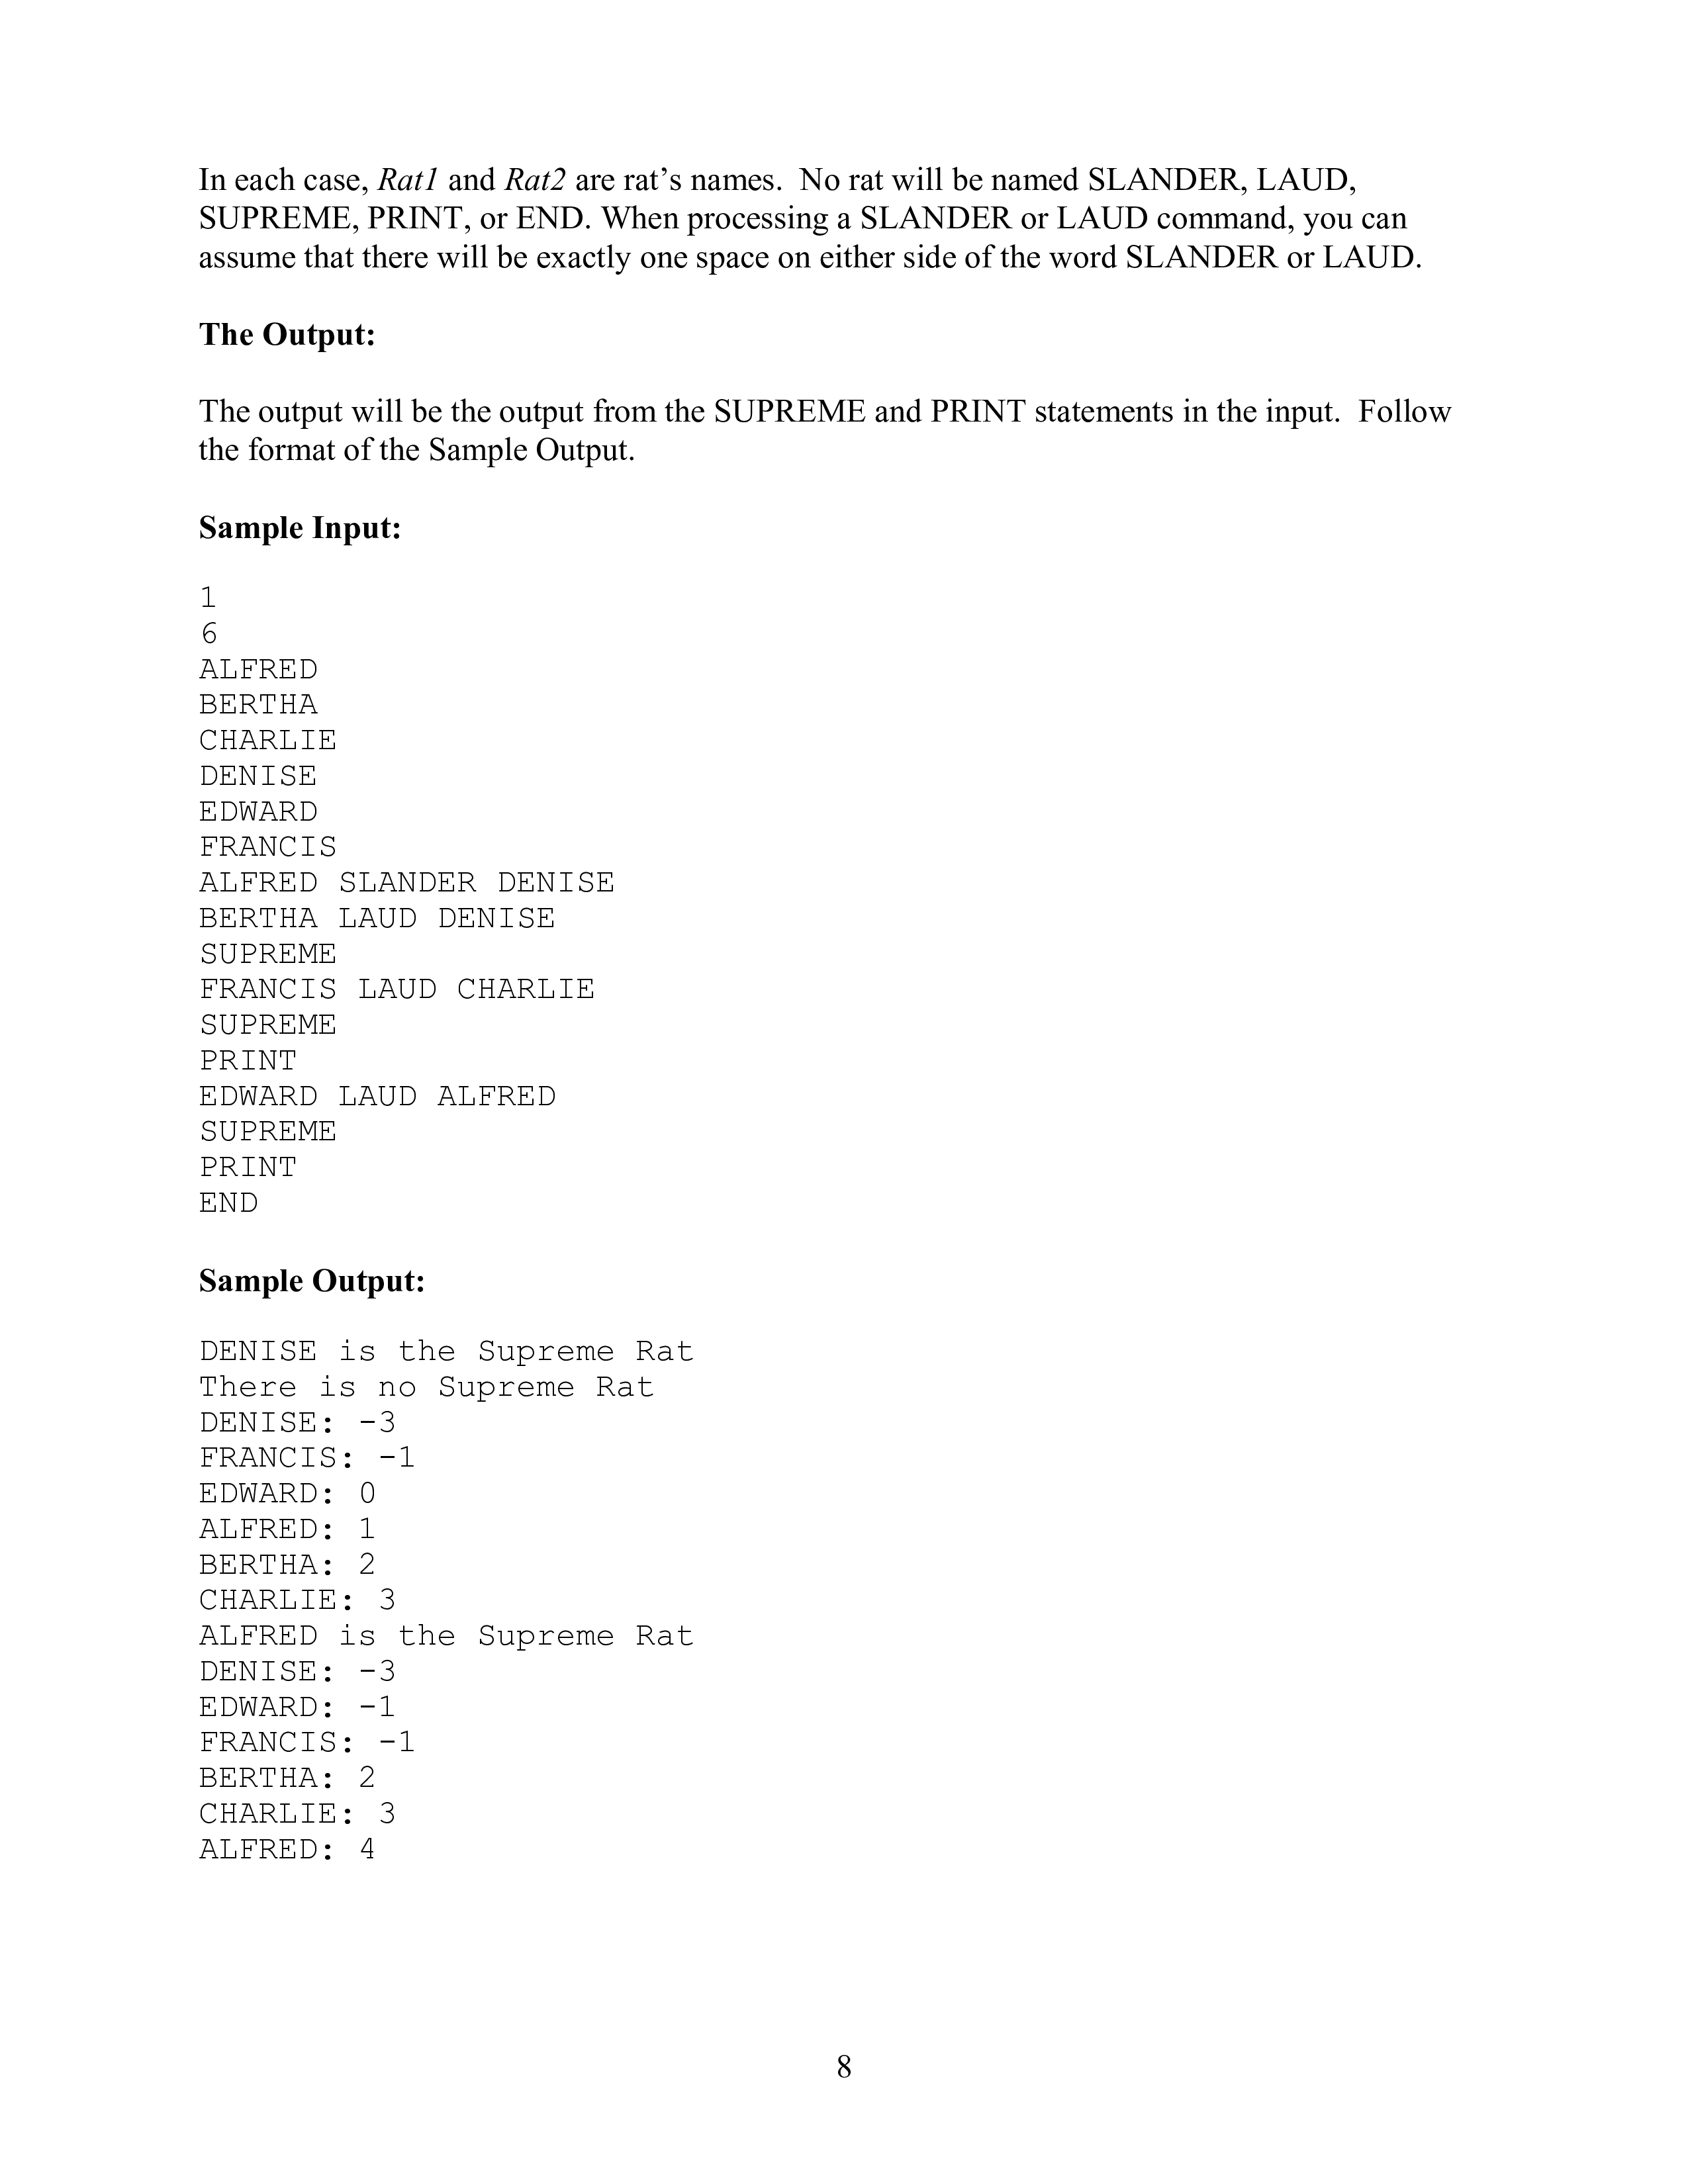 In each case, Rat1 and Rat2 are rat’s names.  No rat will be named SLANDER, LAUD,
SUPREME, PRINT, or END. When processing a SLANDER or LAUD command, you can
assume that there will be exactly one space on either side of the word SLANDER or LAUD.
The Output:
The output will be the output from the SUPREME and PRINT statements in the input.  Follow
the format of the Sample Output.
Sample Input:
1
6
ALFRED
BERTHA
CHARLIE
DENISE
EDWARD
FRANCIS
ALFRED SLANDER DENISE
BERTHA LAUD DENISE
SUPREME
FRANCIS LAUD CHARLIE
SUPREME
PRINT
EDWARD LAUD ALFRED
SUPREME
PRINT
END
Sample Output:
DENISE is the Supreme Rat
There is no Supreme Rat
DENISE: -3
FRANCIS: -1
EDWARD: 0
ALFRED: 1
BERTHA: 2
CHARLIE: 3
ALFRED is the Supreme Rat
DENISE: -3
EDWARD: -1
FRANCIS: -1
BERTHA: 2
CHARLIE: 3
ALFRED: 4
8